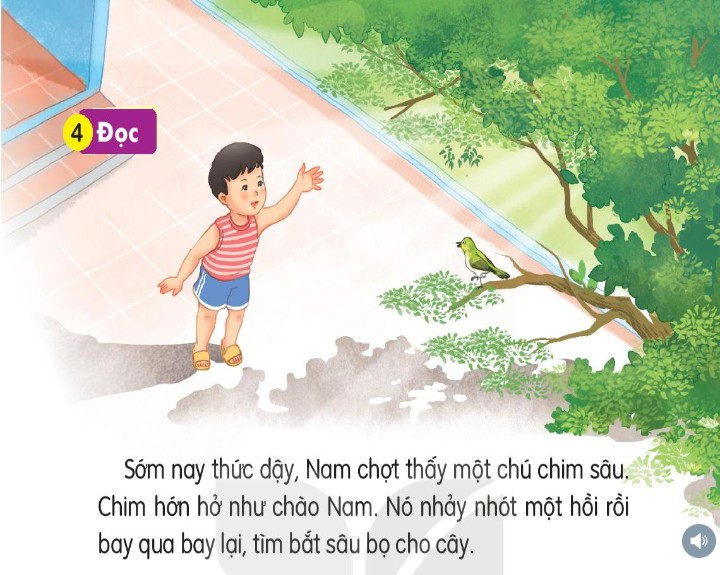 4 Đọc
Sớm nay thức dậy, Nam chợt thấy một chú chim sâu.
Chim hớn hở như chào Nam. Nó nhảy nhót một hồi rồi
bay qua bay lại, tìm bắt sâu bọ cho cây.